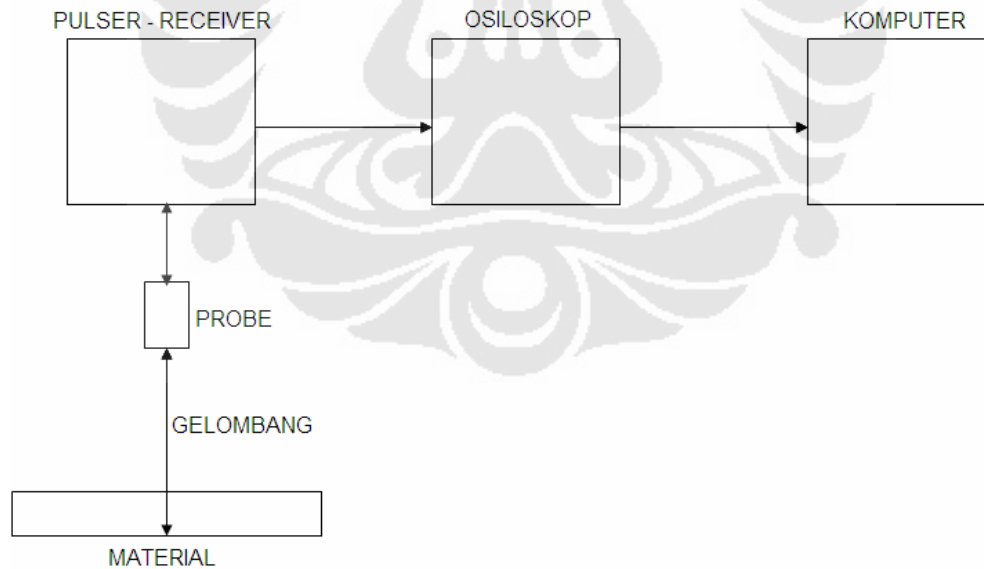 PULSER - RECEIVER
OSILOSKOP
KOMPUTER
PROBE
GELOMBANG
MATERIAL